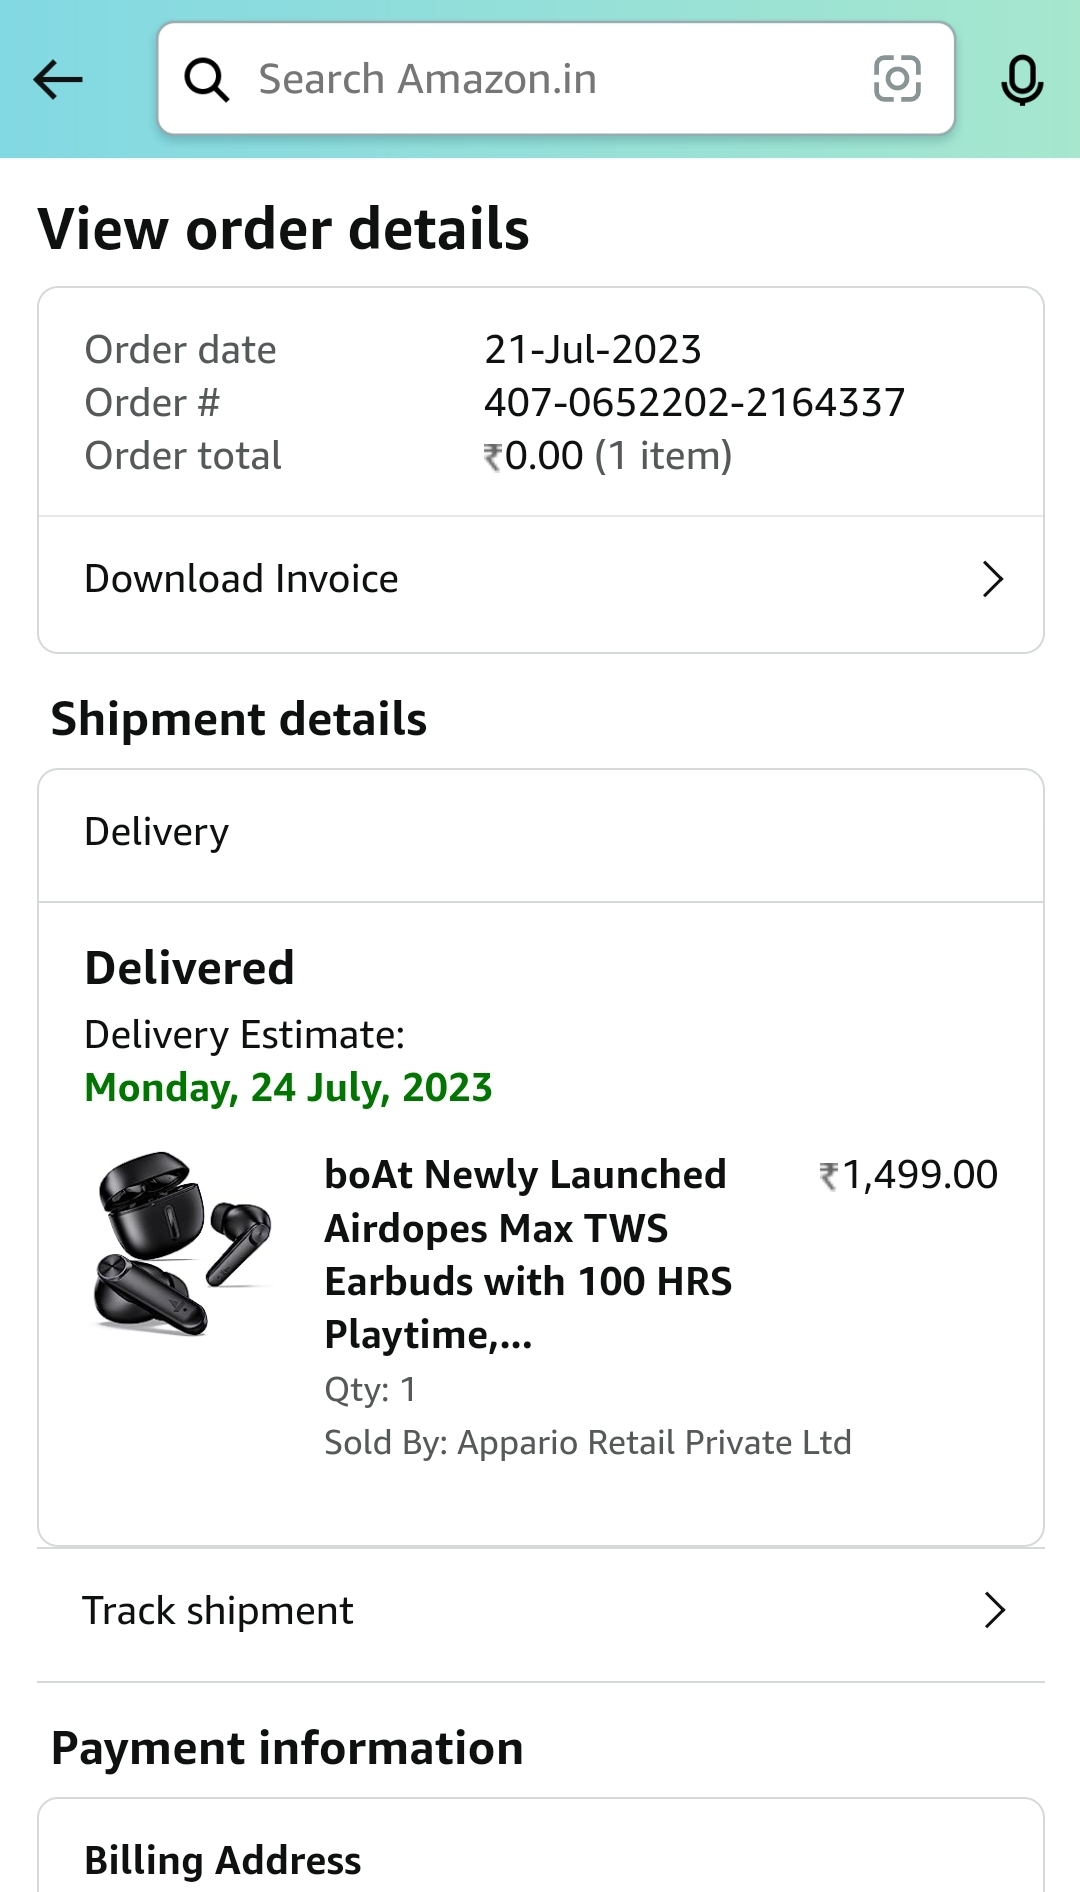 Search Amazon.in
View order details
Order date 21-Jul-2023
Order # 407-0652202-2164337
Order total ₹0.00 (1 item)
Download Invoice
Shipment details
Delivery
Delivered
Delivery Estimate:
Monday, 24 July, 2023
boAt Newly Launched ₹1,499.00
Airdopes Max TWS
Earbuds with 100 HRS
Playtime,...
Qty: 1
Sold By: Appario Retail Private Ltd
Track shipment
Payment information
Billing Address